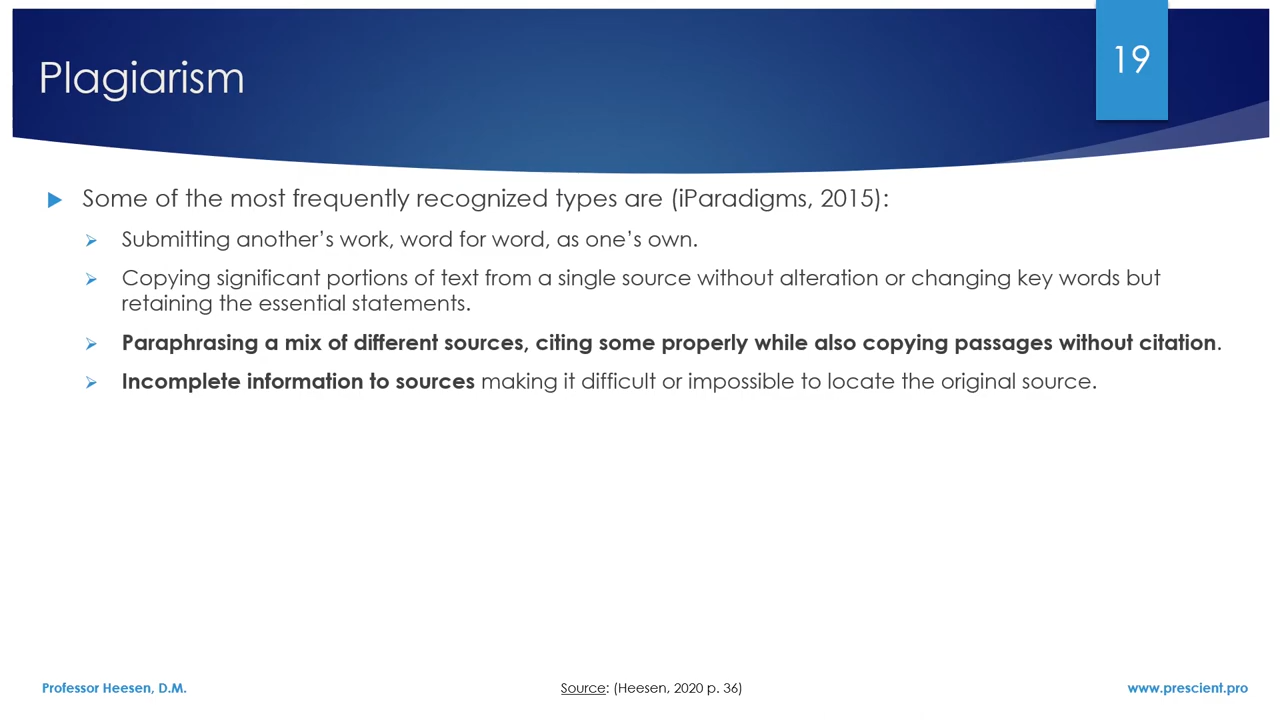 19
Plagiarism
Some of the most frequently recognized types are (iParadigms, 2015):
Submitting another’s work, word for word, as one’s own.
Copying significant portions of text from a single source without alteration or changing key words but
retaining the essential statements.
Paraphrasing a mix of different sources, citing some properly while also copying passages without citation.
Incomplete information to sources making it difficult or impossible to locate the original source.
Professor Heesen, D.M.
Source: (Heesen, 2020 p. 36)
www.prescient.pro